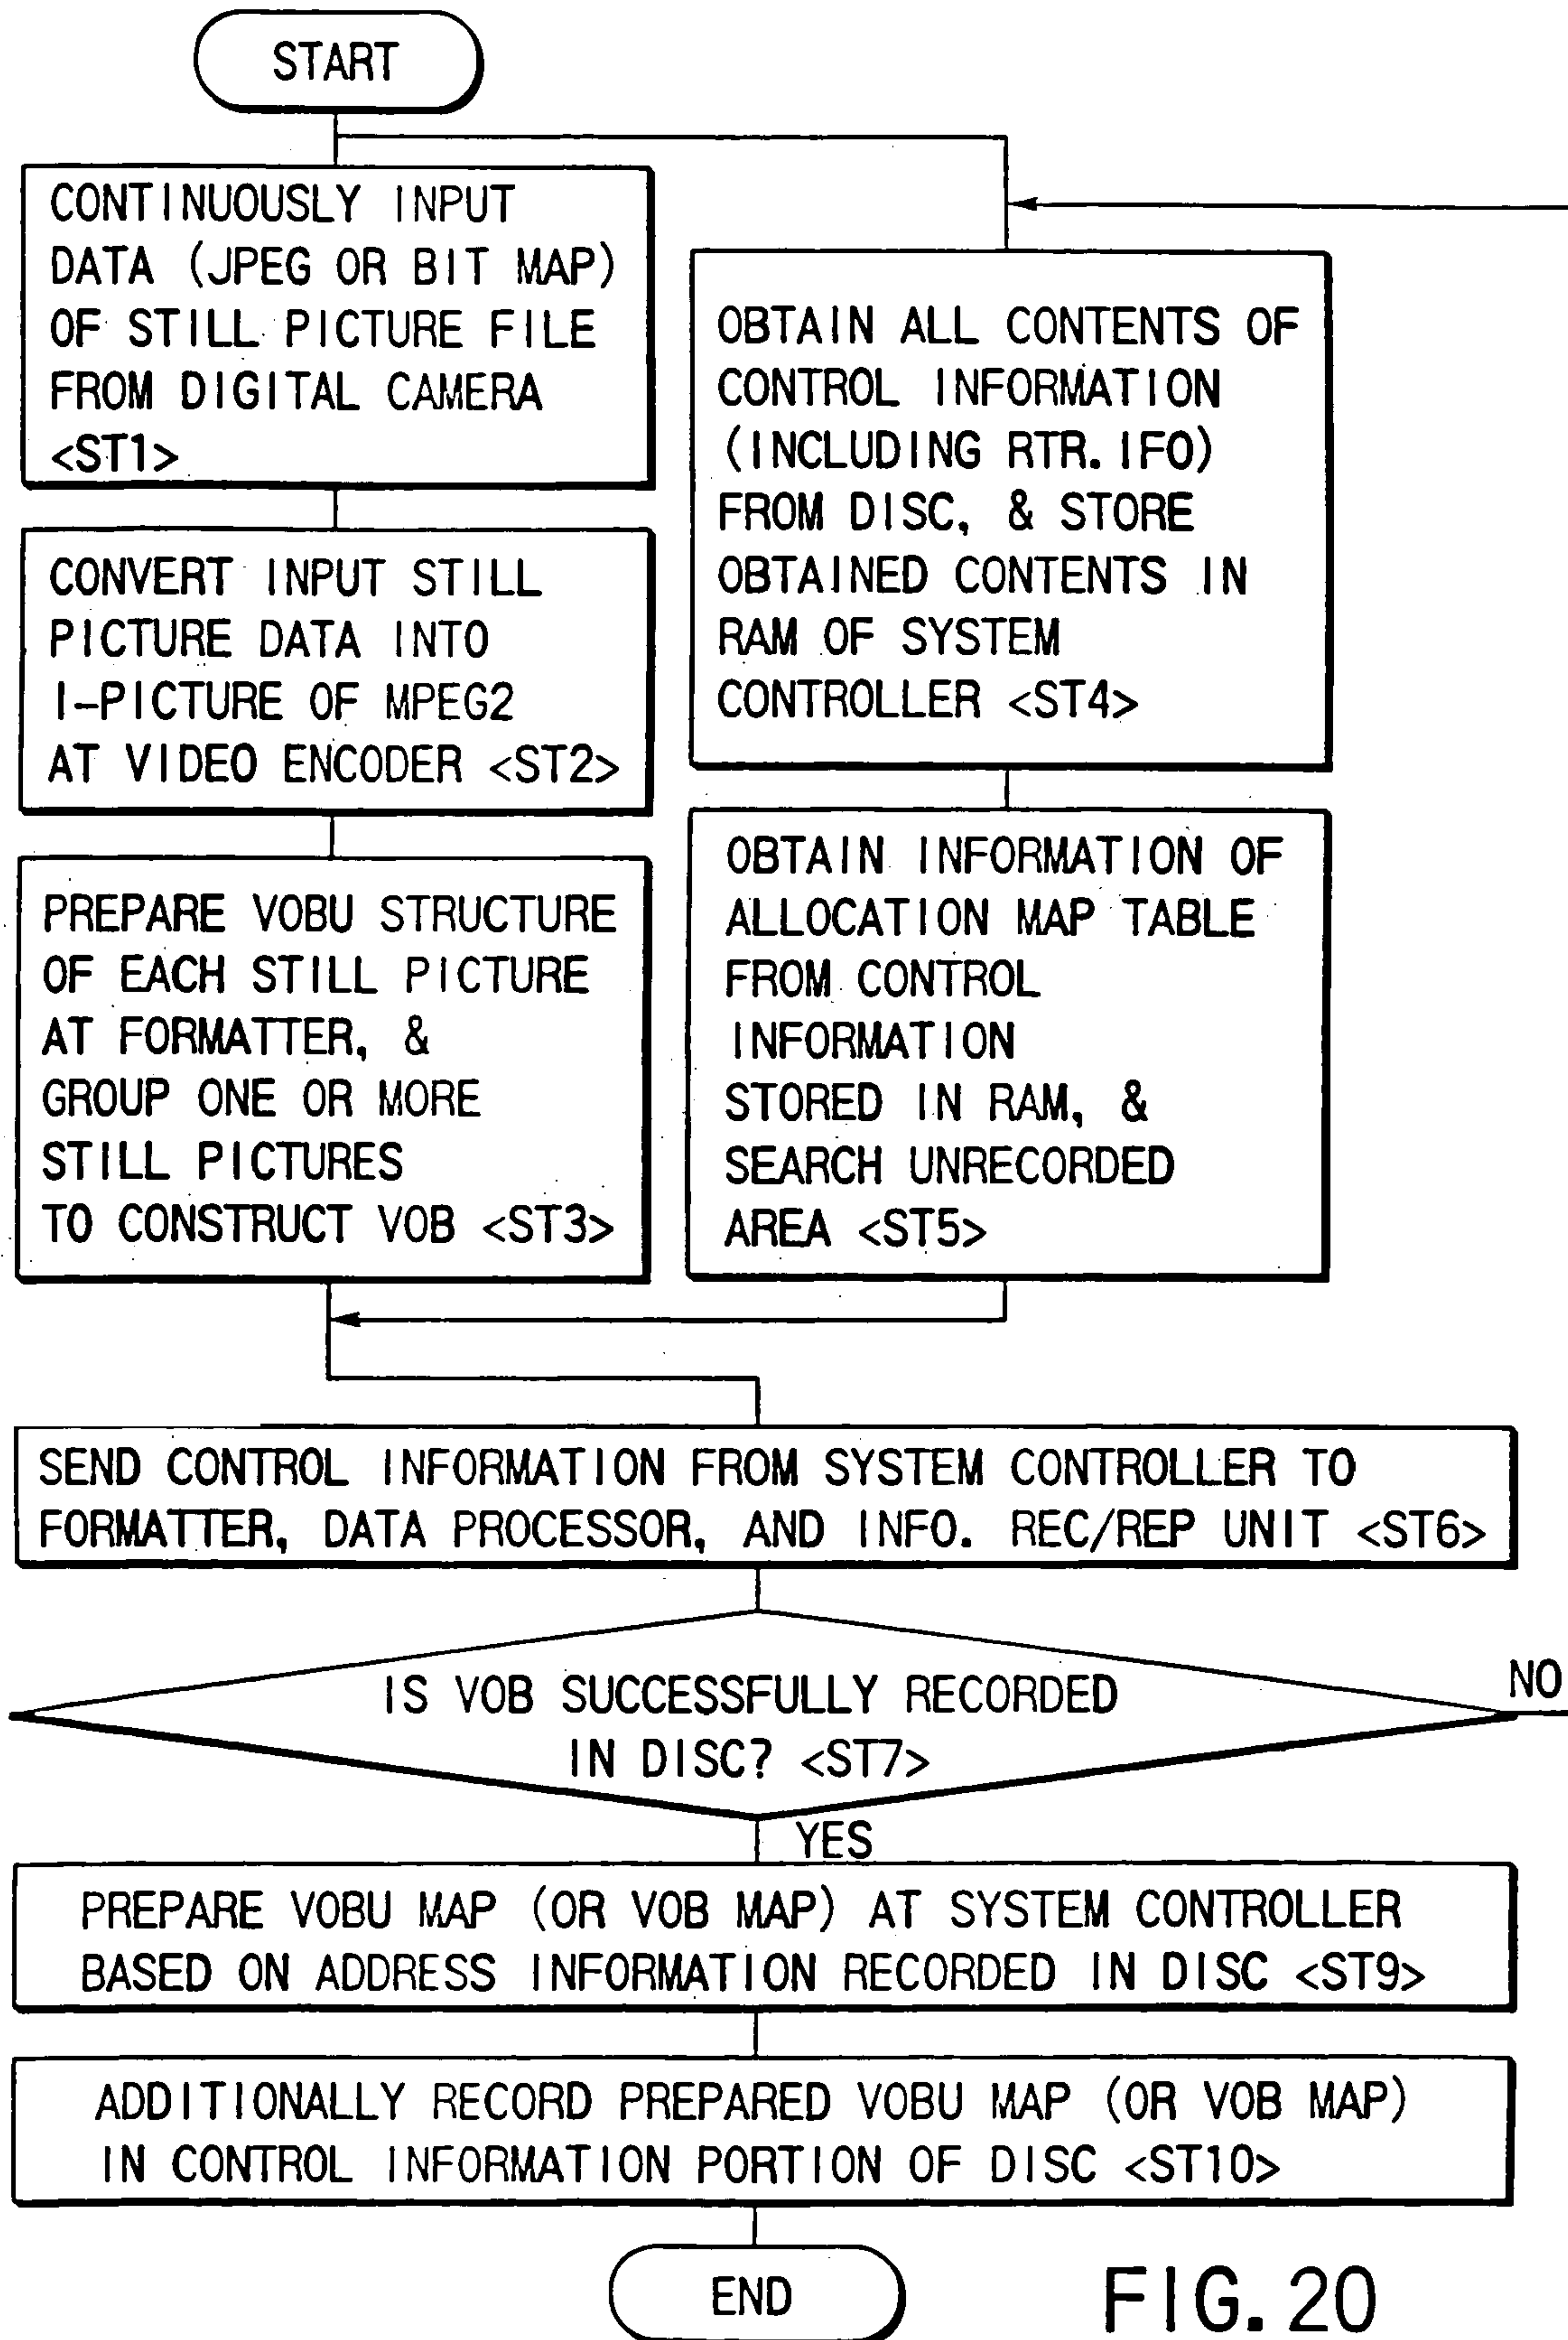 START
CONTINUOUSLY INPUT
DATA (JPEG OR BIT MAP)
OF STILL PICTURE FILE
FROM DIGITAL CAMERA
<ST1>
CONVERT INPUT STILL
PICTURE DATA INTO
I-PICTURE OF MPEG2
AT VIDEO ENCODER <ST2>
PREPARE VOBU STRUCTURE
OF EACH STILL PICTURE
AT FORMATTER, &
GROUP ONE OR MORE
STILL PICTURES
TO CONSTRUCT VOB <ST3>
OBTAIN ALL CONTENTS OF
CONTROL INFORMATION
(INCLUDING RTR.IFO)
FROM DISC, & STORE
OBTAINED CONTENTS IN
RAM OF SYSTEM
CONTROLLER <ST4>
OBTAIN INFORMATION OF
ALLOCATION MAP TABLE
FROM CONTROL
INFORMATION
STORED IN RAM, &
SEARCH UNRECORDED
AREA <ST5>
SEND CONTROL INFORMATION FROM SYSTEM CONTROLLER TO
FORMATTER, DATA PROCESSOR, AND INFO. REC/REP UNIT <ST6>
IS VOB SUCCESSFULLY RECORDED
IN DISC? <ST7>
NO
YES
PREPARE VOBU MAP (OR VOB MAP) AT SYSTEM CONTROLLER
BASED ON ADDRESS INFORMATION RECORDED IN DISC <ST9>
ADDITIONALLY RECORD PREPARED VOBU MAP (OR VOB MAP)
IN CONTROL INFORMATION PORTION OF DISC <ST10>
END
FIG. 20